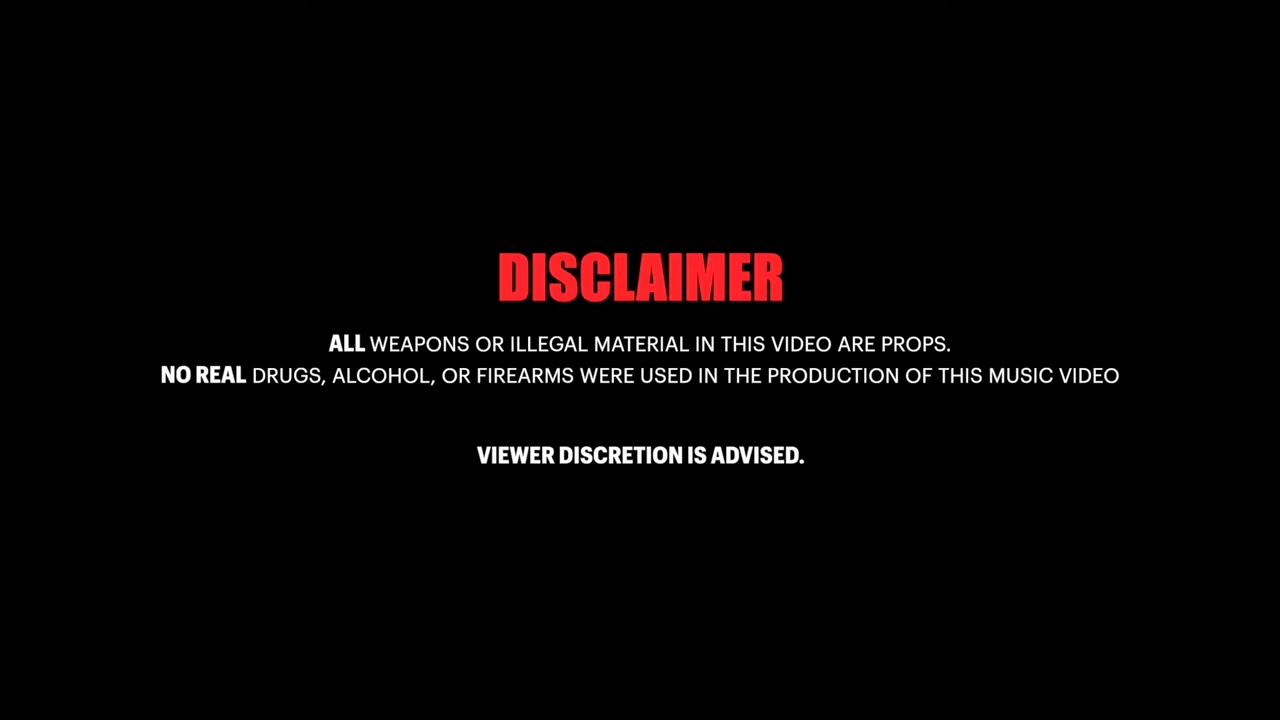 DISCLAIMER
ALL WEAPONS OR ILLEGAL MATERIAL IN THIS VIDEO ARE PROPS.
NO REAL DRUGS, ALCOHOL, OR FIREARMS WERE USED IN THE PRODUCTION OF THIS MUSIC VIDEO
VIEWER DISCRETION IS ADVISED.